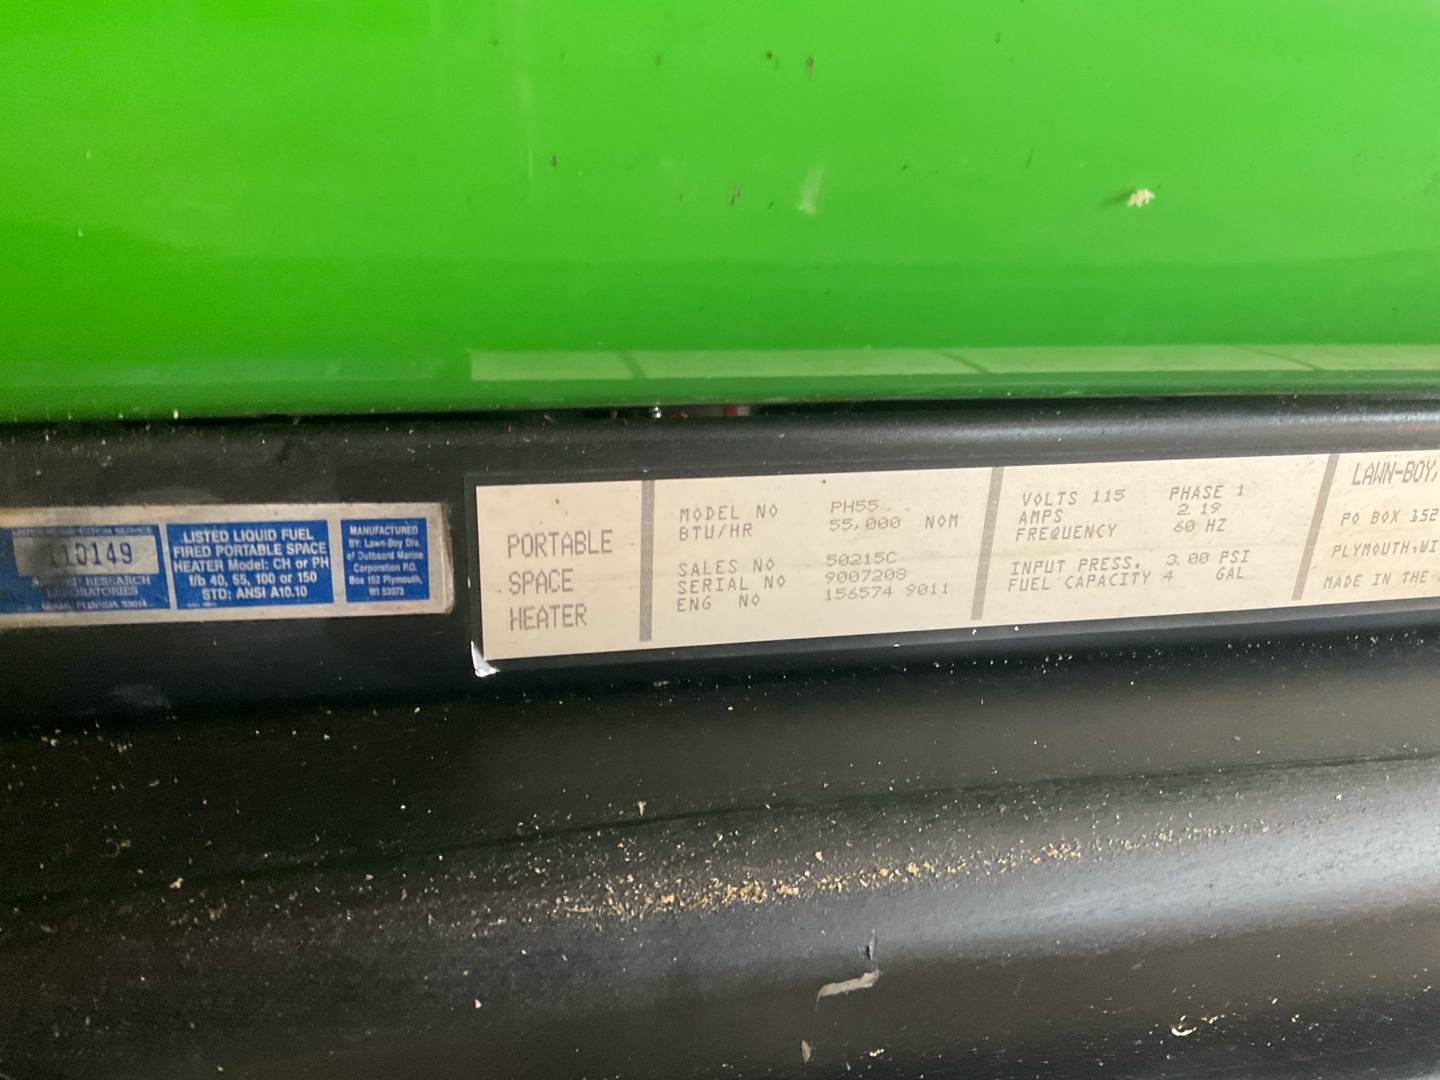 110149
LABORATORIES
LISTED LIQUID FUEL
FIRED PORTABLE SPACE
HEATER Model: CH or PH
f/b 40, 55, 100 or 150
STD: ANSI A10.10
MANUFACTURED
BY: Lawn-Boy Div.
of Outboard Marine
Corporation P.O.
Box 152 Plymouth,
WI 53073
PORTABLE
SPACE
HEATER
MODEL NO PH55
BTU/HR 55,000 NOM
SALES NO 50215C
SERIAL NO 9007208
ENG NO 156574 9011
VOLTS 115 PHASE 1
AMPS 2.19
FREQUENCY 60 HZ
INPUT PRESS. 3.00 PSI
FUEL CAPACITY 4 GAL
LAWN-BOY,
PO BOX 152
PLYMOUTH, WI
MADE IN THE